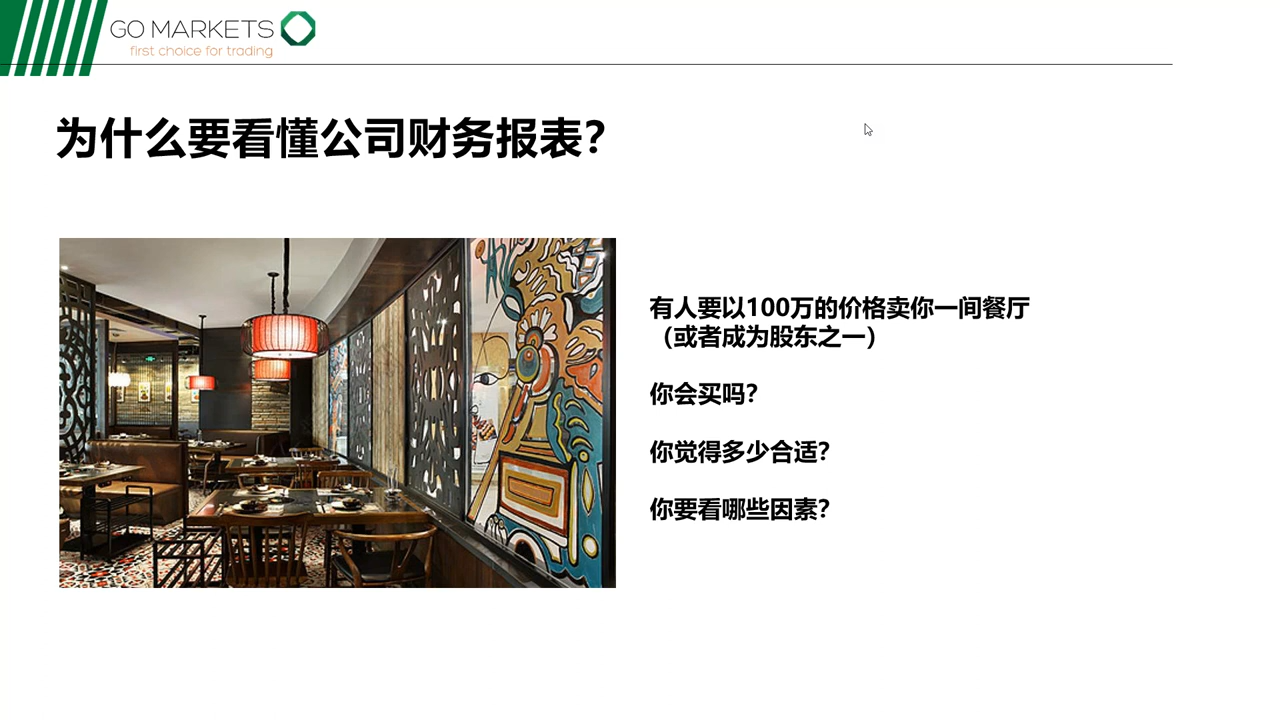 GO MARKETS
first choice for trading
为什么要看懂公司财务报表？
有人要以100万的价格卖你一间餐厅
（或者成为股东之一）
你会买吗？
你觉得多少合适？
你要看哪些因素？